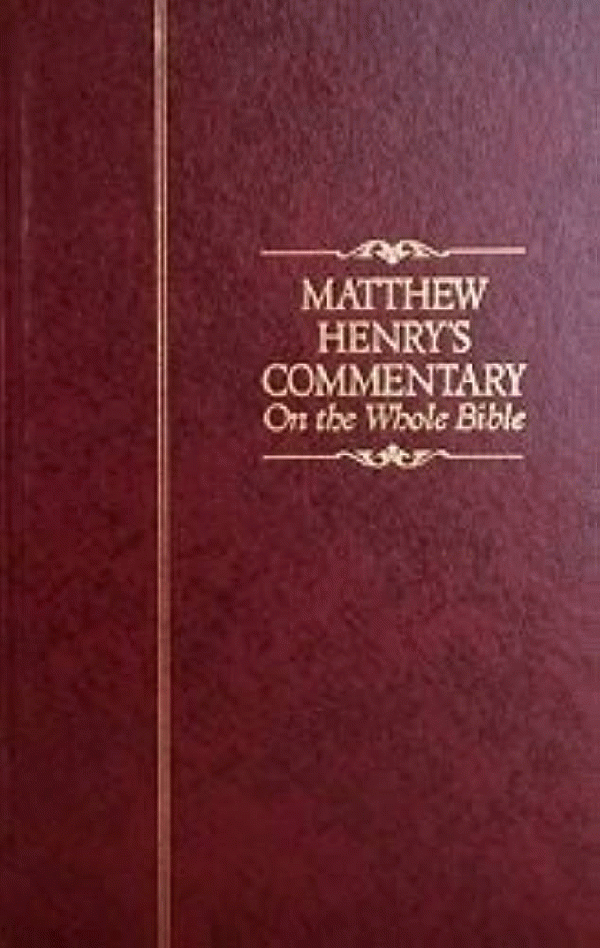 MATTHEW
HENRY'S
COMMENTARY
On the Whole Bible